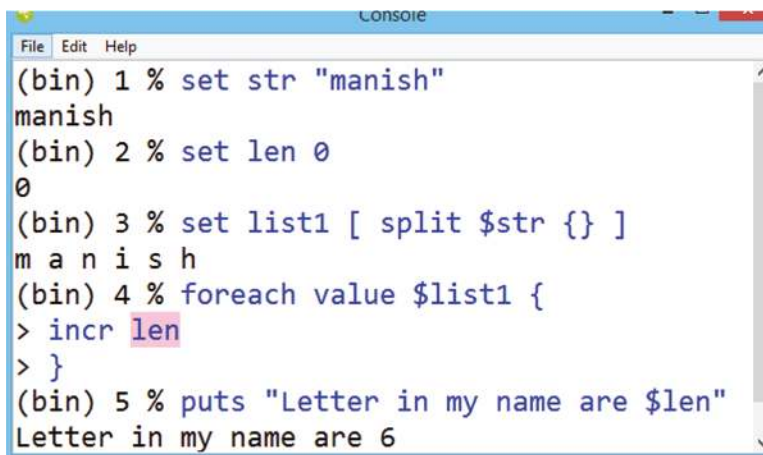 Console
File Edit Help
(bin) 1 % set str "manish"
manish
(bin) 2 % set len 0
0
(bin) 3 % set list1 [ split $str {} ]
m a n i s h
(bin) 4 % foreach value $list1 {
> incr len
> }
(bin) 5 % puts "Letter in my name are $len"
Letter in my name are 6